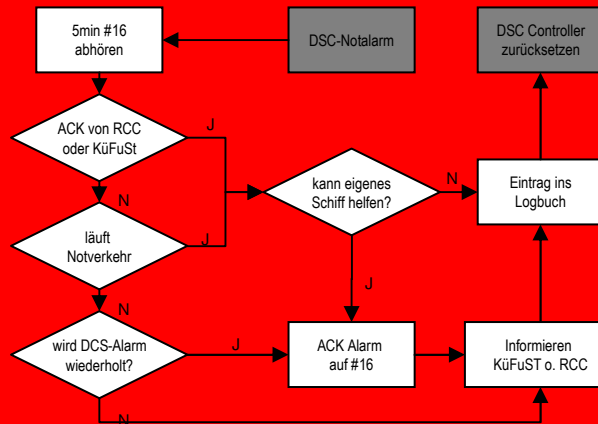 5min #16
abhören
DSC-Notalarm
DSC Controller
zurücksetzen
ACK von RCC
oder KüFuSt
J
kann eigenes
Schiff helfen?
N
Eintrag ins
Logbuch
N
läuft
Notverkehr
J
J
N
wird DCS-Alarm
wiederholt?
J
ACK Alarm
auf #16
Informieren
KüFuST o. RCC
N